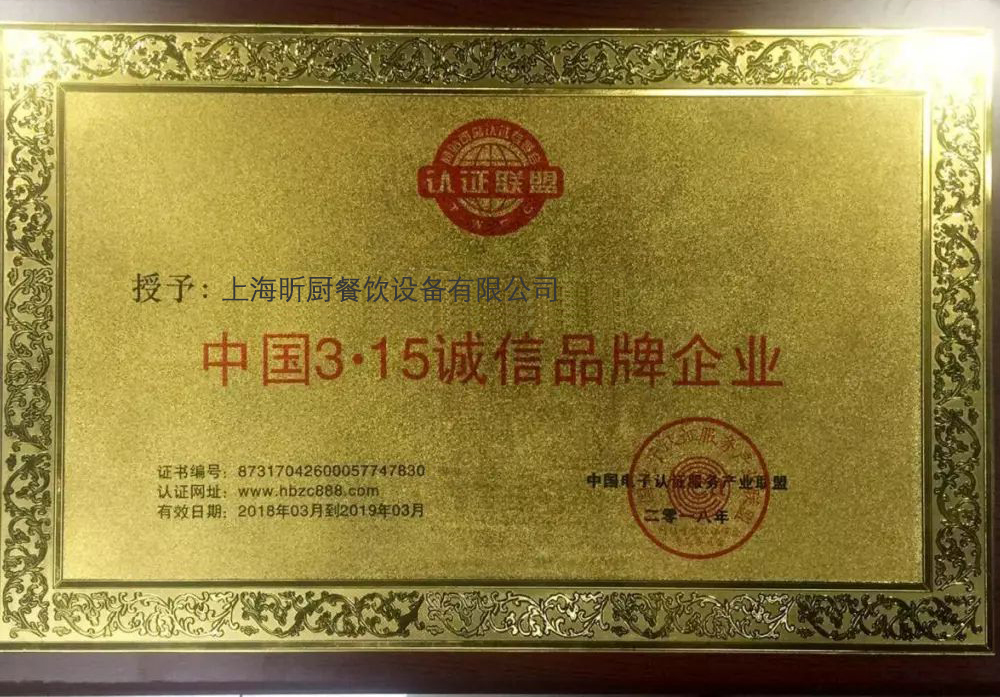 认证联盟
授予：上海昕厨餐饮设备有限公司
中国3·15诚信品牌企业
证书编号：87317042600057747830
认证网址：www.hbzc888.com
有效日期：2018年03月到2019年03月
中国电子认证服务产业联盟
二零一八年